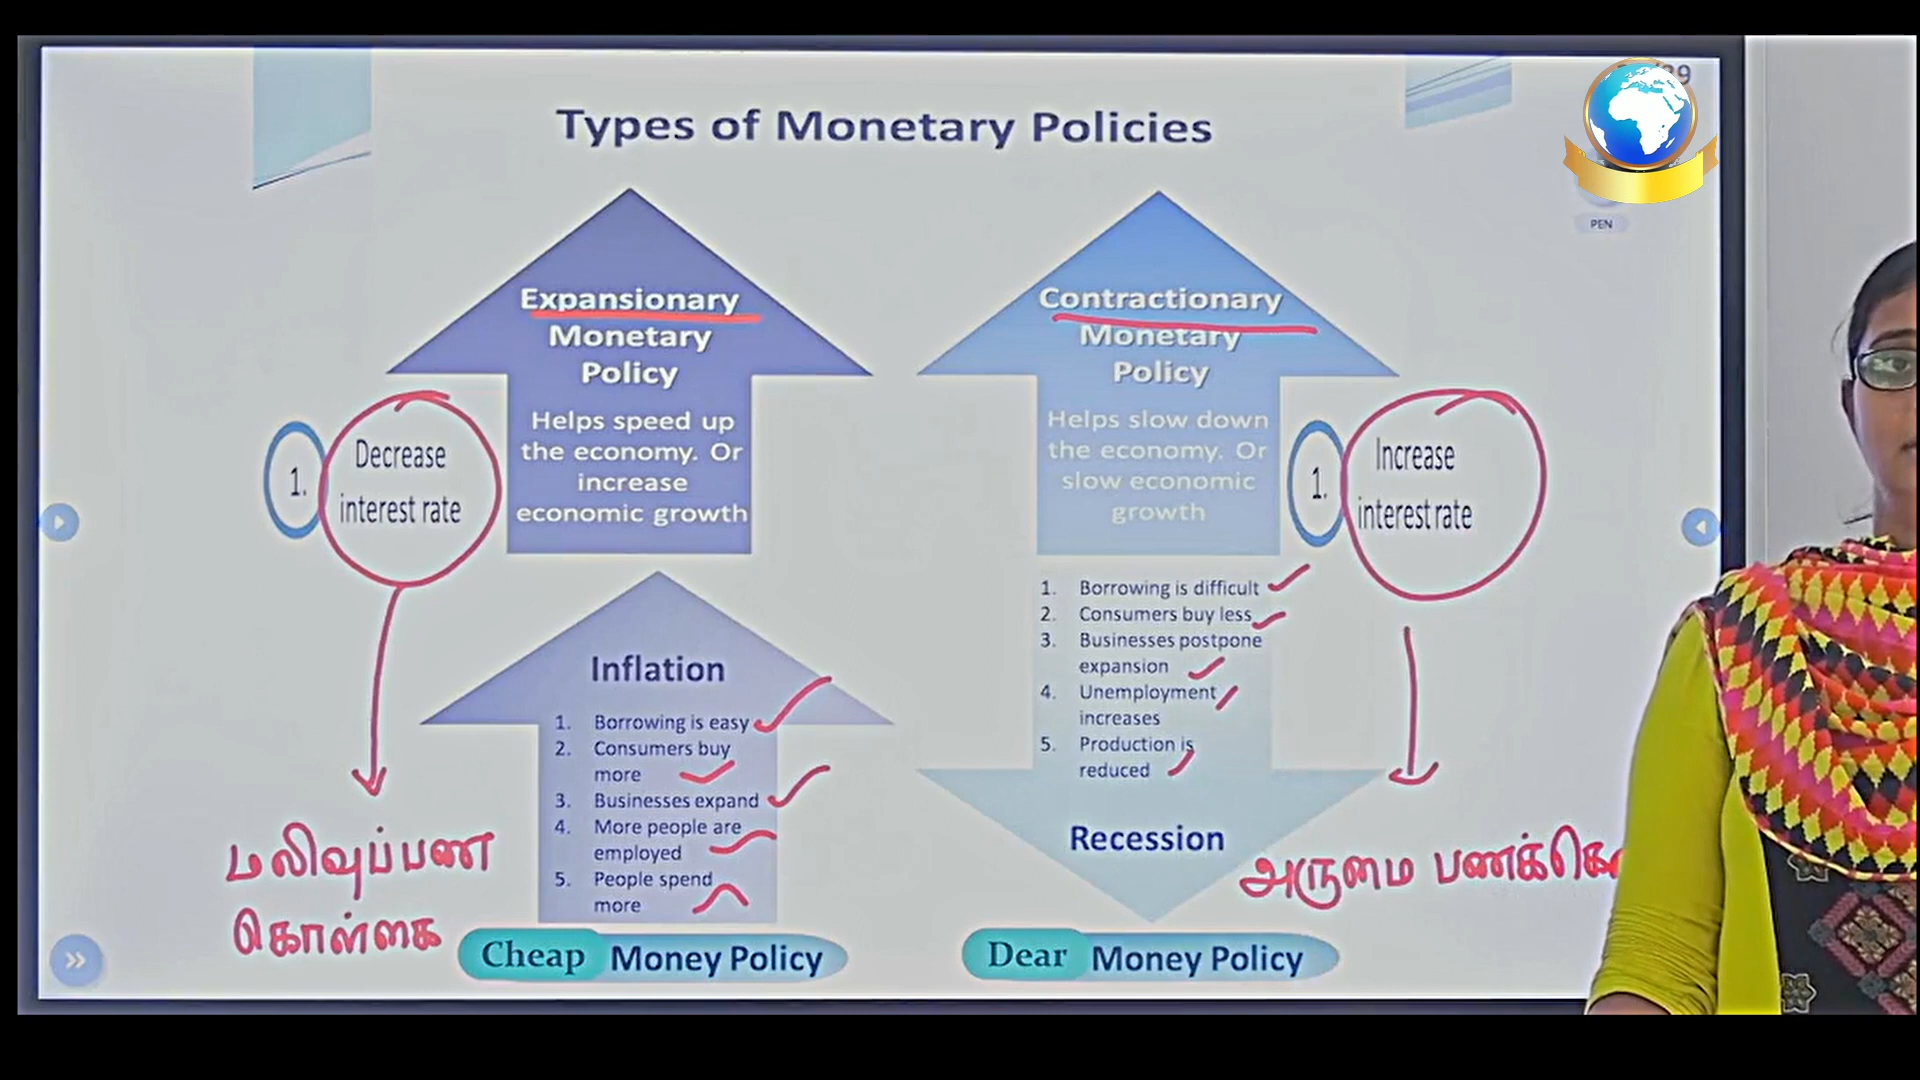 Types of Monetary Policies
PEN
Expansionary
Monetary
Policy
Helps speed up
the economy. Or
increase
economic growth
1.
Decrease
interest rate
Inflation
1. Borrowing is easy
2. Consumers buy
more
3. Businesses expand
4. More people are
employed
5. People spend
more
மலிவுப்பண
கொள்கை
Cheap Money Policy
Contractionary
Monetary
Policy
Helps slow down
the economy. Or
slow economic
growth
1.
Increase
interest rate
1. Borrowing is difficult
2. Consumers buy less
3. Businesses postpone
expansion
4. Unemployment
increases
5. Production is
reduced
Recession
அருமை
Dear Money Policy